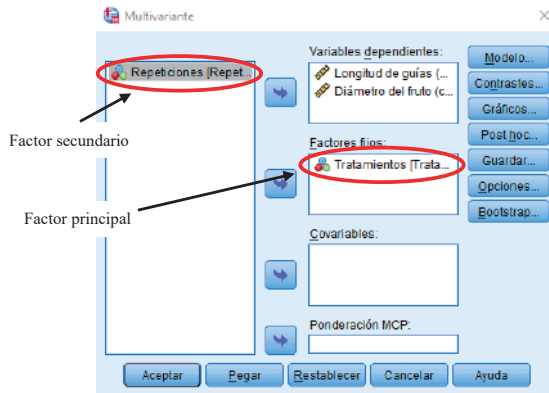 Multivariante
Variables dependientes:
Repeticiones [Repet...
Longitud de guías (...
Diámetro del fruto (c...
Modelo...
Contrastes...
Gráficos...
Post hoc...
Guardar...
Opciones...
Bootstrap...
Factor secundario
Factores fijos:
Tratamientos [Trata...
Factor principal
Covariables:
Ponderación MCP:
Aceptar
Pegar
Restablecer
Cancelar
Ayuda